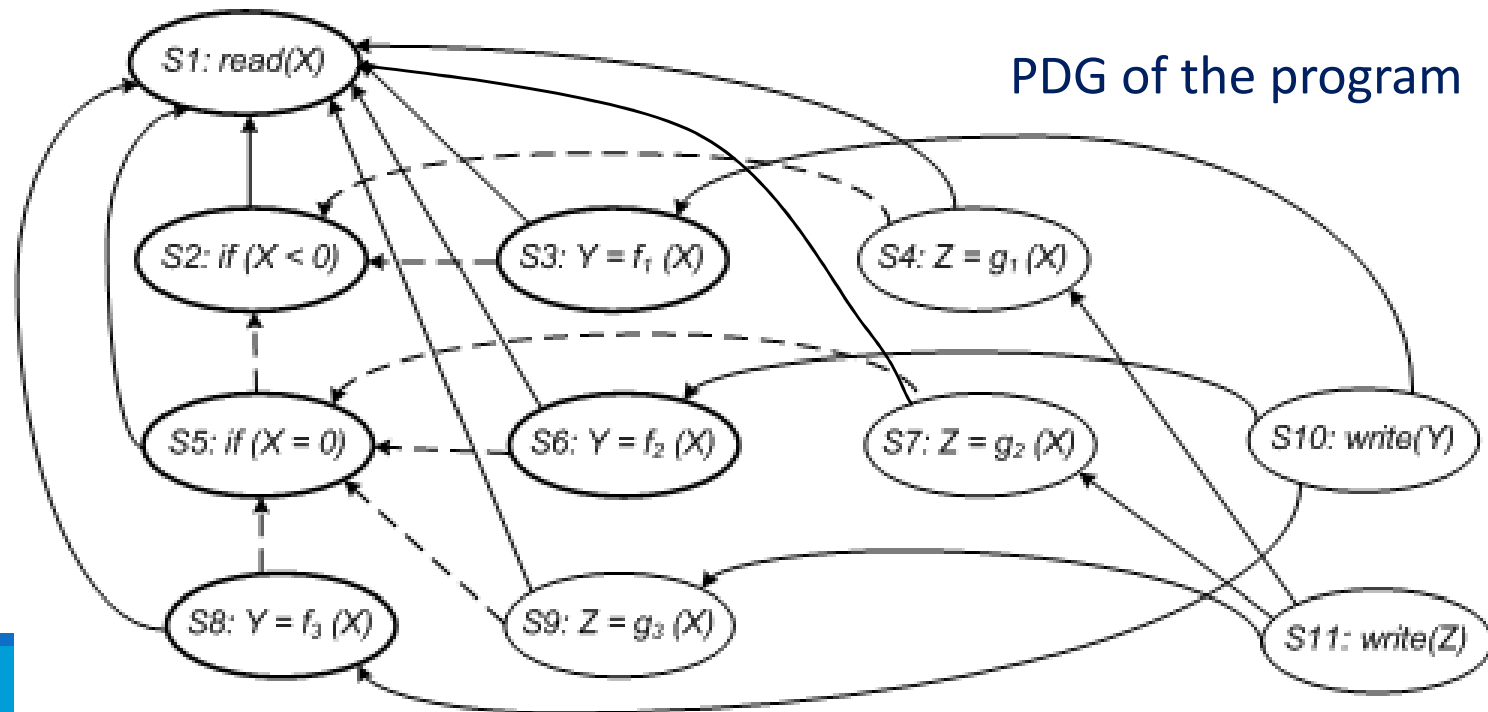 S1: read(X)
PDG of the program
S2: if (X < 0)
S3: Y = f₁ (X)
S4: Z = g₁ (X)
S5: if (X = 0)
S6: Y = f₂ (X)
S7: Z = g₂ (X)
S10: write(Y)
S8: Y = f₃ (X)
S9: Z = g₃ (X)
S11: write(Z)